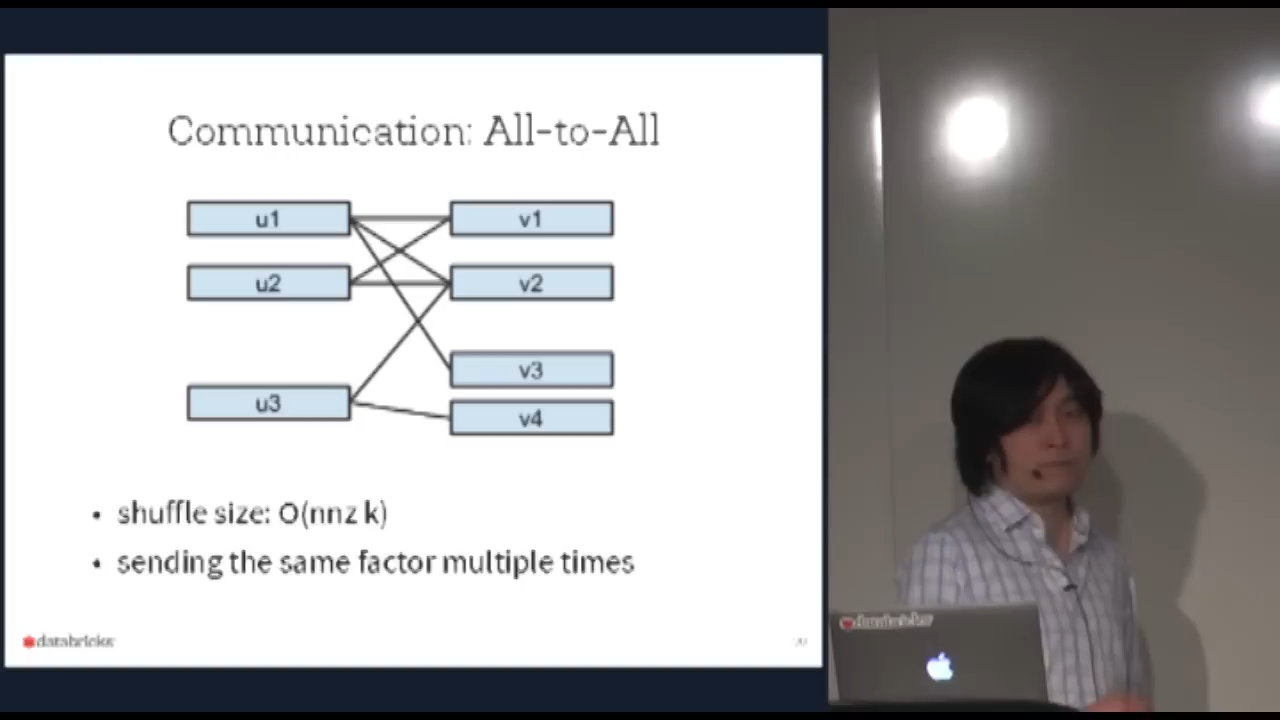 Communication: All-to-All
u1
v1
u2
v2
v3
u3
v4
• shuffle size: O(nnz k)
• sending the same factor multiple times
databricks
databricks